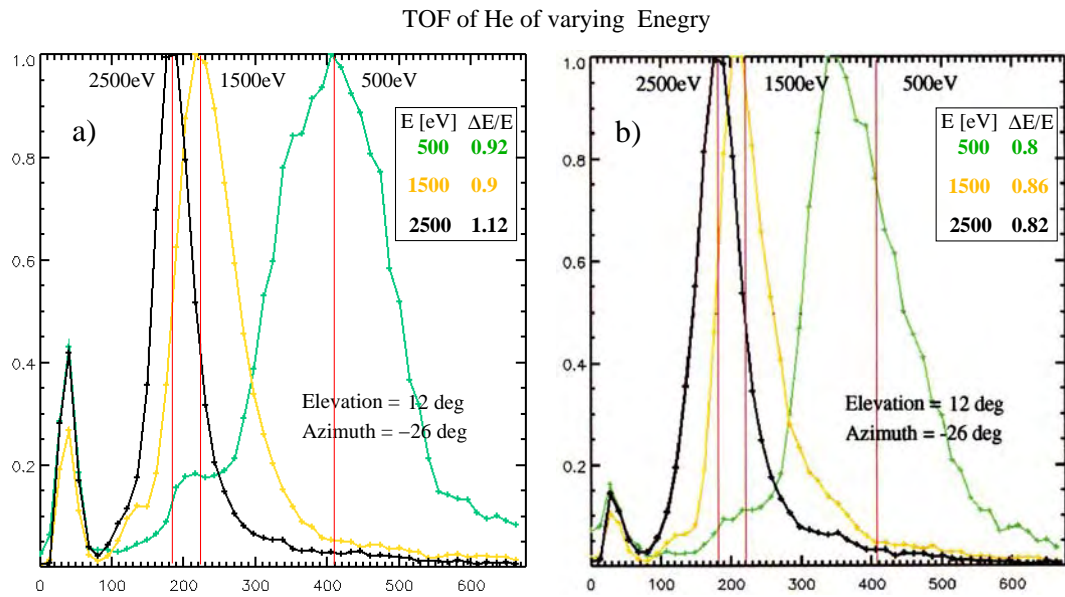 TOF of He of varying Enegry
a)
2500eV 1500eV 500eV
E [eV] ΔE/E
500 0.92
1500 0.9
2500 1.12
Elevation = 12 deg
Azimuth = −26 deg
1.0
0.8
0.6
0.4
0.2
0 100 200 300 400 500 600
b)
2500eV 1500eV 500eV
E [eV] ΔE/E
500 0.8
1500 0.86
2500 0.82
Elevation = 12 deg
Azimuth = -26 deg
1.0
0.8
0.6
0.4
0.2
0 100 200 300 400 500 600